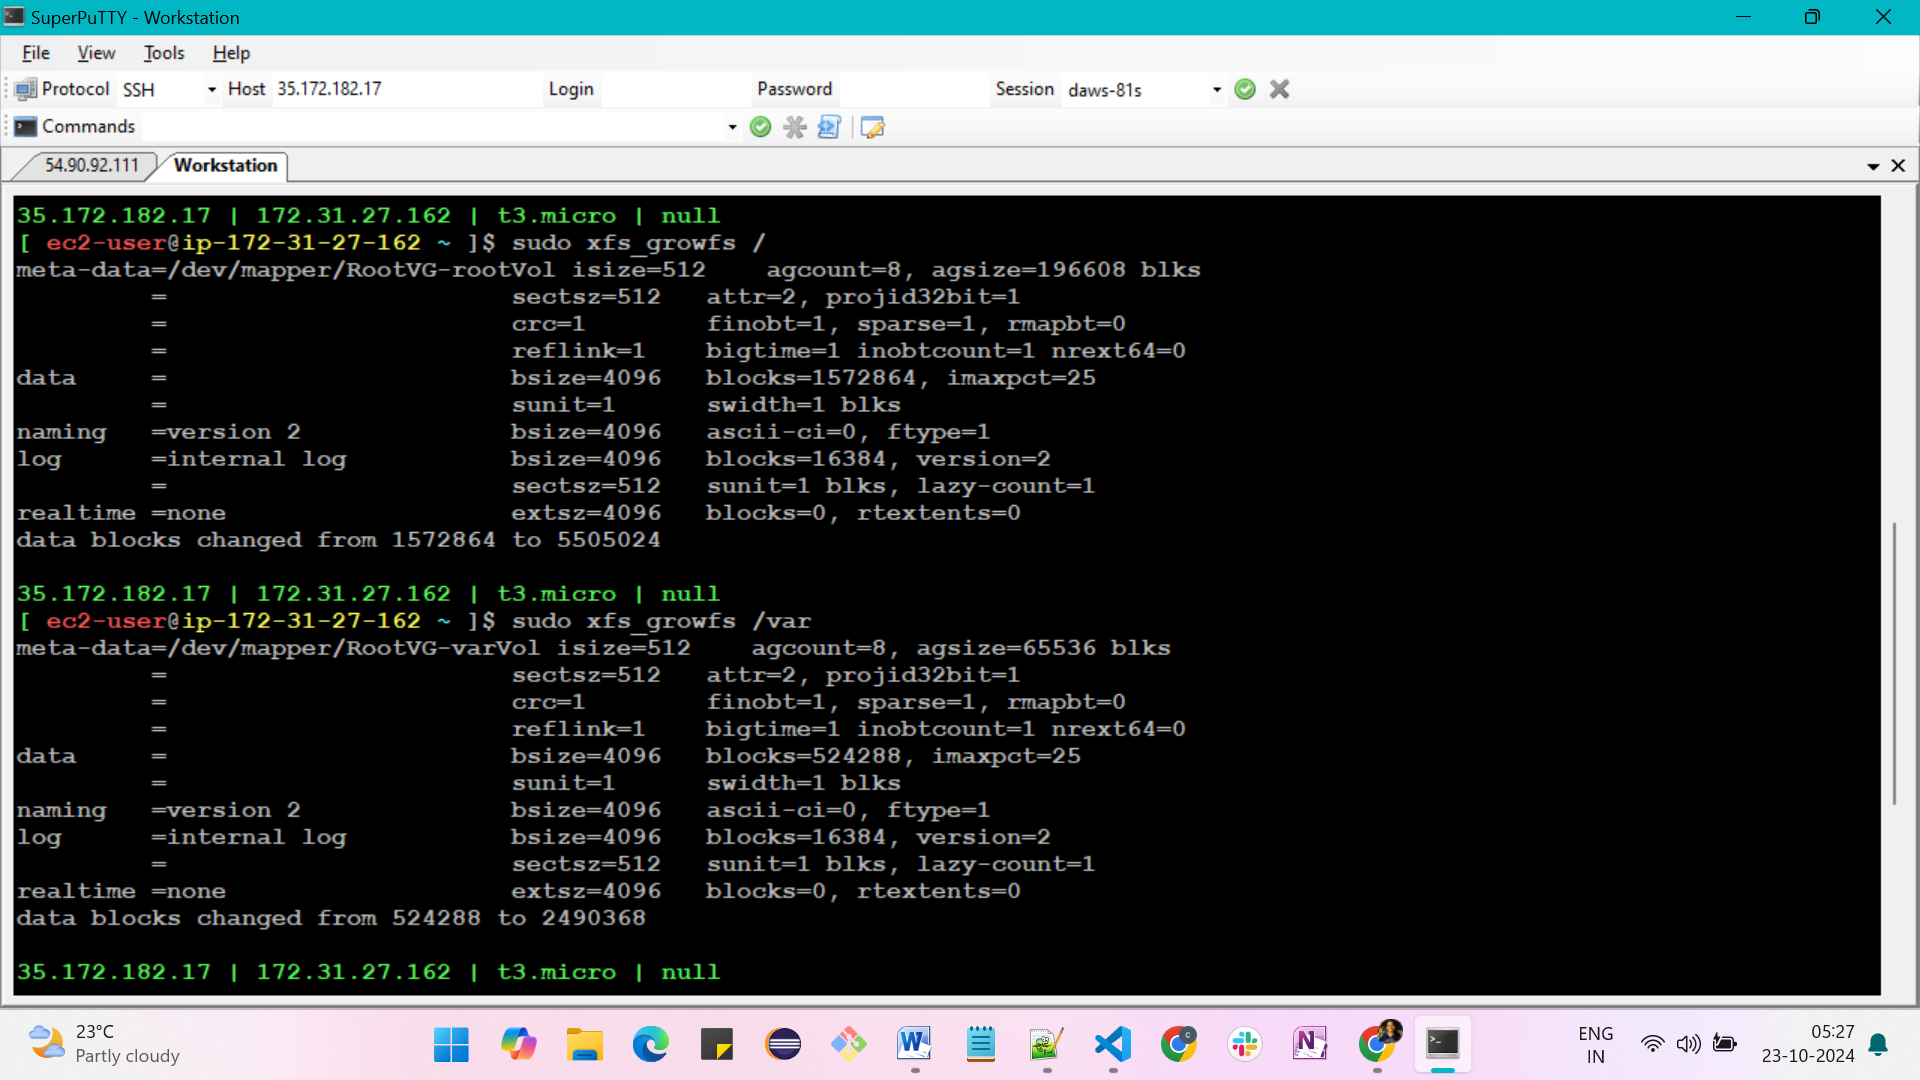 SuperPuTTY - Workstation
File View Tools Help
Protocol SSH Host 35.172.182.17 Login Password Session daws-81s
Commands
54.90.92.111 Workstation
35.172.182.17 | 172.31.27.162 | t3.micro | null
[ ec2-user@ip-172-31-27-162 ~ ]$ sudo xfs_growfs /
meta-data=/dev/mapper/RootVG-rootVol isize=512    agcount=8, agsize=196608 blks
         =                       sectsz=512   attr=2, projid32bit=1
         =                       crc=1        finobt=1, sparse=1, rmapbt=0
         =                       reflink=1    bigtime=1 inobtcount=1 nrext64=0
data     =                       bsize=4096   blocks=1572864, imaxpct=25
         =                       sunit=1      swidth=1 blks
naming   =version 2              bsize=4096   ascii-ci=0, ftype=1
log      =internal log           bsize=4096   blocks=16384, version=2
         =                       sectsz=512   sunit=1 blks, lazy-count=1
realtime =none                   extsz=4096   blocks=0, rtextents=0
data blocks changed from 1572864 to 5505024
35.172.182.17 | 172.31.27.162 | t3.micro | null
[ ec2-user@ip-172-31-27-162 ~ ]$ sudo xfs_growfs /var
meta-data=/dev/mapper/RootVG-varVol isize=512    agcount=8, agsize=65536 blks
         =                       sectsz=512   attr=2, projid32bit=1
         =                       crc=1        finobt=1, sparse=1, rmapbt=0
         =                       reflink=1    bigtime=1 inobtcount=1 nrext64=0
data     =                       bsize=4096   blocks=524288, imaxpct=25
         =                       sunit=1      swidth=1 blks
naming   =version 2              bsize=4096   ascii-ci=0, ftype=1
log      =internal log           bsize=4096   blocks=16384, version=2
         =                       sectsz=512   sunit=1 blks, lazy-count=1
realtime =none                   extsz=4096   blocks=0, rtextents=0
data blocks changed from 524288 to 2490368
35.172.182.17 | 172.31.27.162 | t3.micro | null
23°C
Partly cloudy
ENG
IN
05:27
23-10-2024